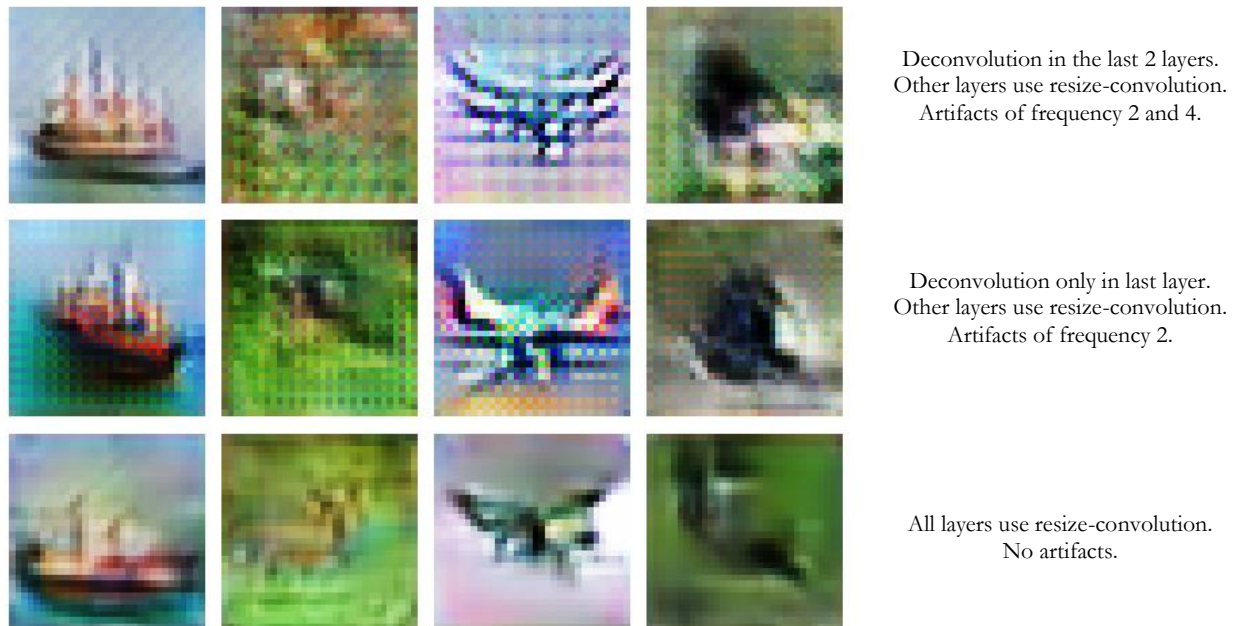 Deconvolution in the last 2 layers.
Other layers use resize-convolution.
Artifacts of frequency 2 and 4.
Deconvolution only in last layer.
Other layers use resize-convolution.
Artifacts of frequency 2.
All layers use resize-convolution.
No artifacts.